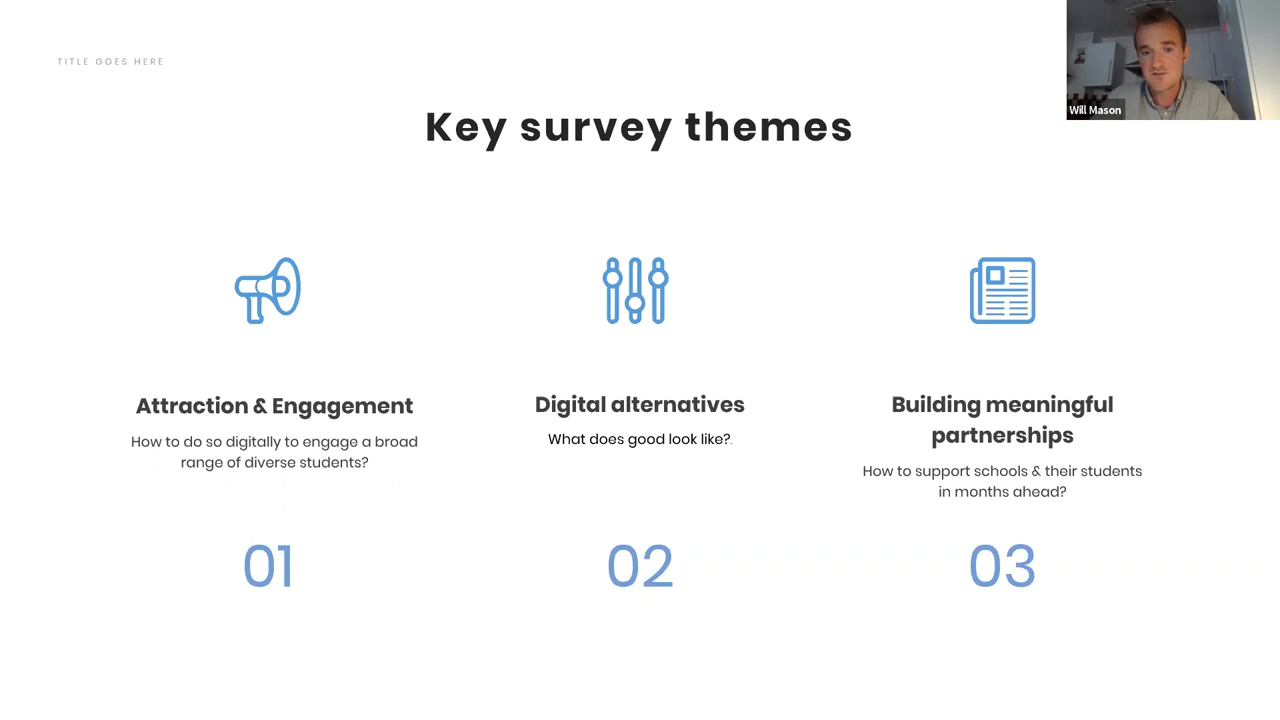 TITLE GOES HERE
Will Mason
Key survey themes
Attraction & Engagement
How to do so digitally to engage a broad
range of diverse students?
01
Digital alternatives
What does good look like?.
02
Building meaningful
partnerships
How to support schools & their students
in months ahead?
03